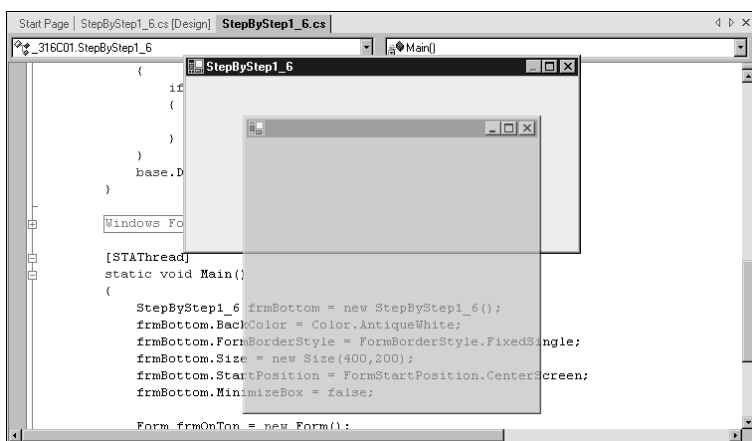 Start Page | StepByStep1_6.cs [Design] StepByStep1_6.cs
_316C01.StepByStep1_6 Main()
StepByStep1_6
{
if
{
}
}
base.D
}
Windows Fo
[STAThread]
static void Main()
{
StepByStep1_6 frmBottom = new StepByStep1_6();
frmBottom.BackColor = Color.AntiqueWhite;
frmBottom.FormBorderStyle = FormBorderStyle.FixedSingle;
frmBottom.Size = new Size(400,200);
frmBottom.StartPosition = FormStartPosition.CenterScreen;
frmBottom.MinimizeBox = false;
Form frmOnTop = new Form();